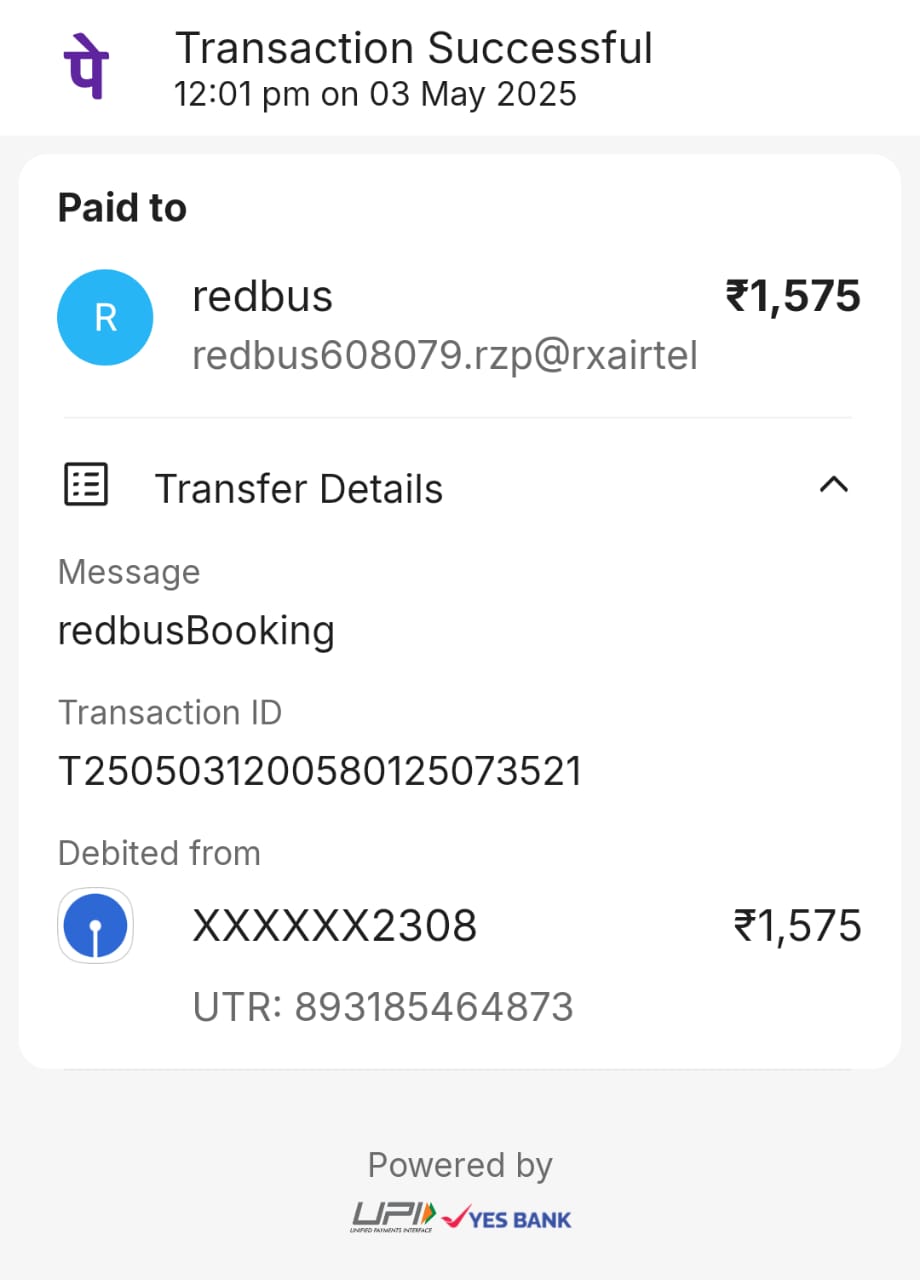 पे
Transaction Successful
12:01 pm on 03 May 2025
Paid to
R
redbus
₹1,575
redbus608079.rzp@rxairtel
Transfer Details
Message
redbusBooking
Transaction ID
T2505031200580125073521
Debited from
XXXXXX2308
₹1,575
UTR: 893185464873
Powered by
UPI
UNIFIED PAYMENTS INTERFACE
YES BANK